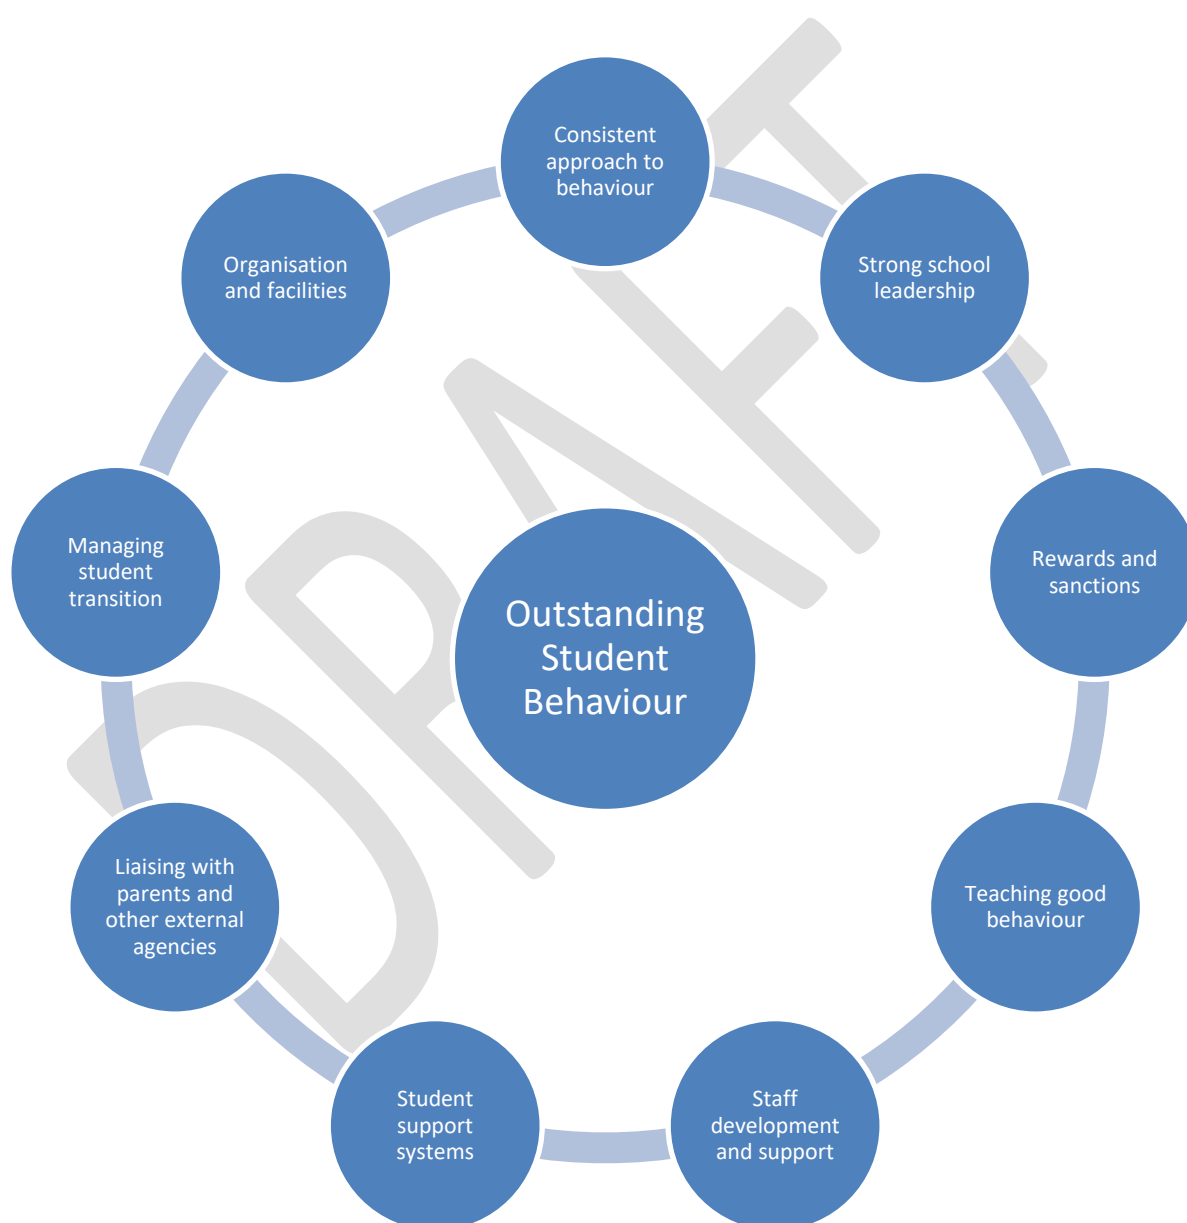 Consistent
approach to
behaviour
Strong school
leadership
Rewards and
sanctions
Teaching good
behaviour
Staff
development
and support
Student
support
systems
Liaising with
parents and
other external
agencies
Managing
student
transition
Organisation
and facilities
Outstanding
Student
Behaviour
DRAFT